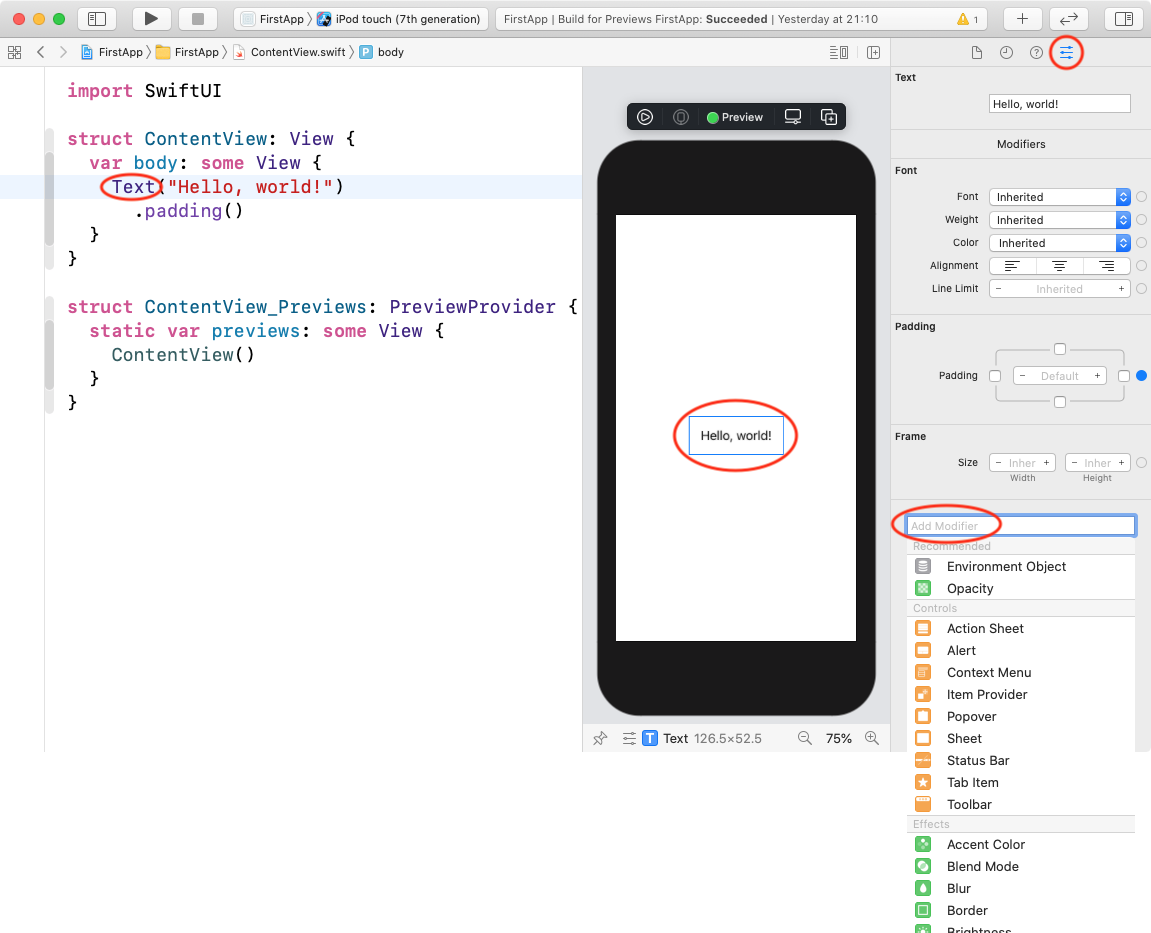 FirstApp iPod touch (7th generation) FirstApp | Build for Previews FirstApp: Succeeded | Yesterday at 21:10 1
FirstApp FirstApp ContentView.swift P body
import SwiftUI
struct ContentView: View {
var body: some View {
Text("Hello, world!")
.padding()
}
}
struct ContentView_Previews: PreviewProvider {
static var previews: some View {
ContentView()
}
}
Preview
Hello, world!
T Text 126.5×52.5 75%
Text
Hello, world!
Modifiers
Font
Font Inherited
Weight Inherited
Color Inherited
Alignment
Line Limit − Inherited +
Padding
Padding − Default +
Frame
Size − Inher + − Inher +
Width Height
Add Modifier
Recommended
Environment Object
Opacity
Controls
Action Sheet
Alert
Context Menu
Item Provider
Popover
Sheet
Status Bar
Tab Item
Toolbar
Effects
Accent Color
Blend Mode
Blur
Border
Brightness